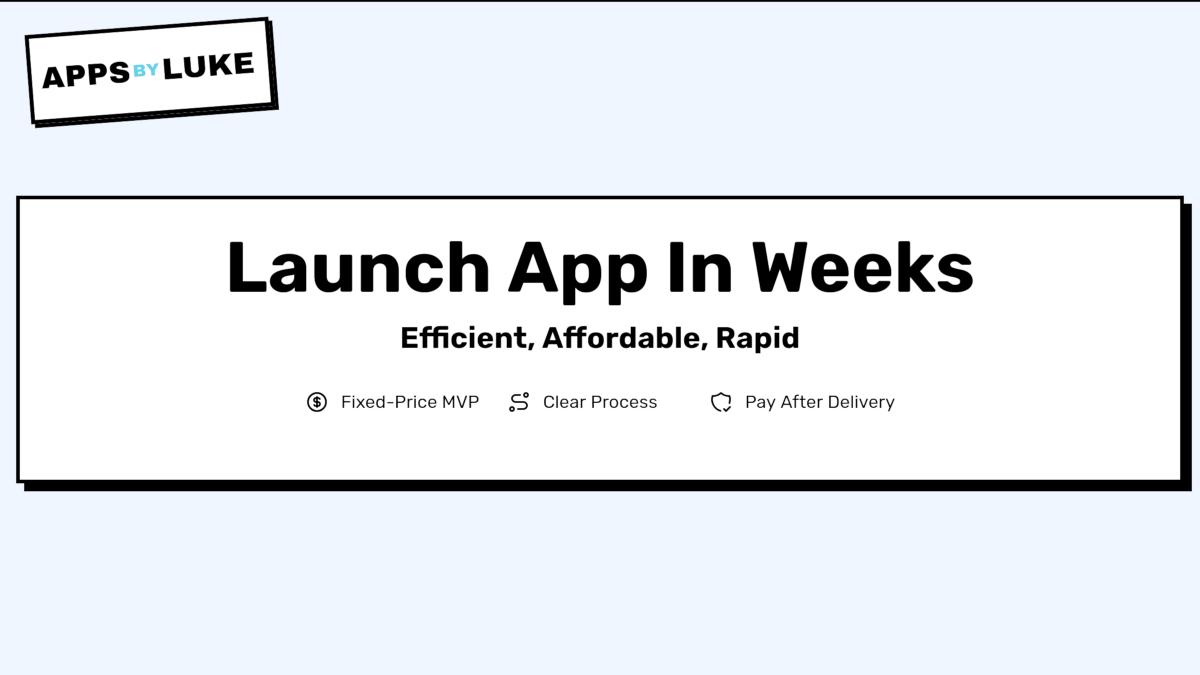 APPS BY LUKE
Launch App In Weeks
Efficient, Affordable, Rapid
Fixed-Price MVP Clear Process Pay After Delivery